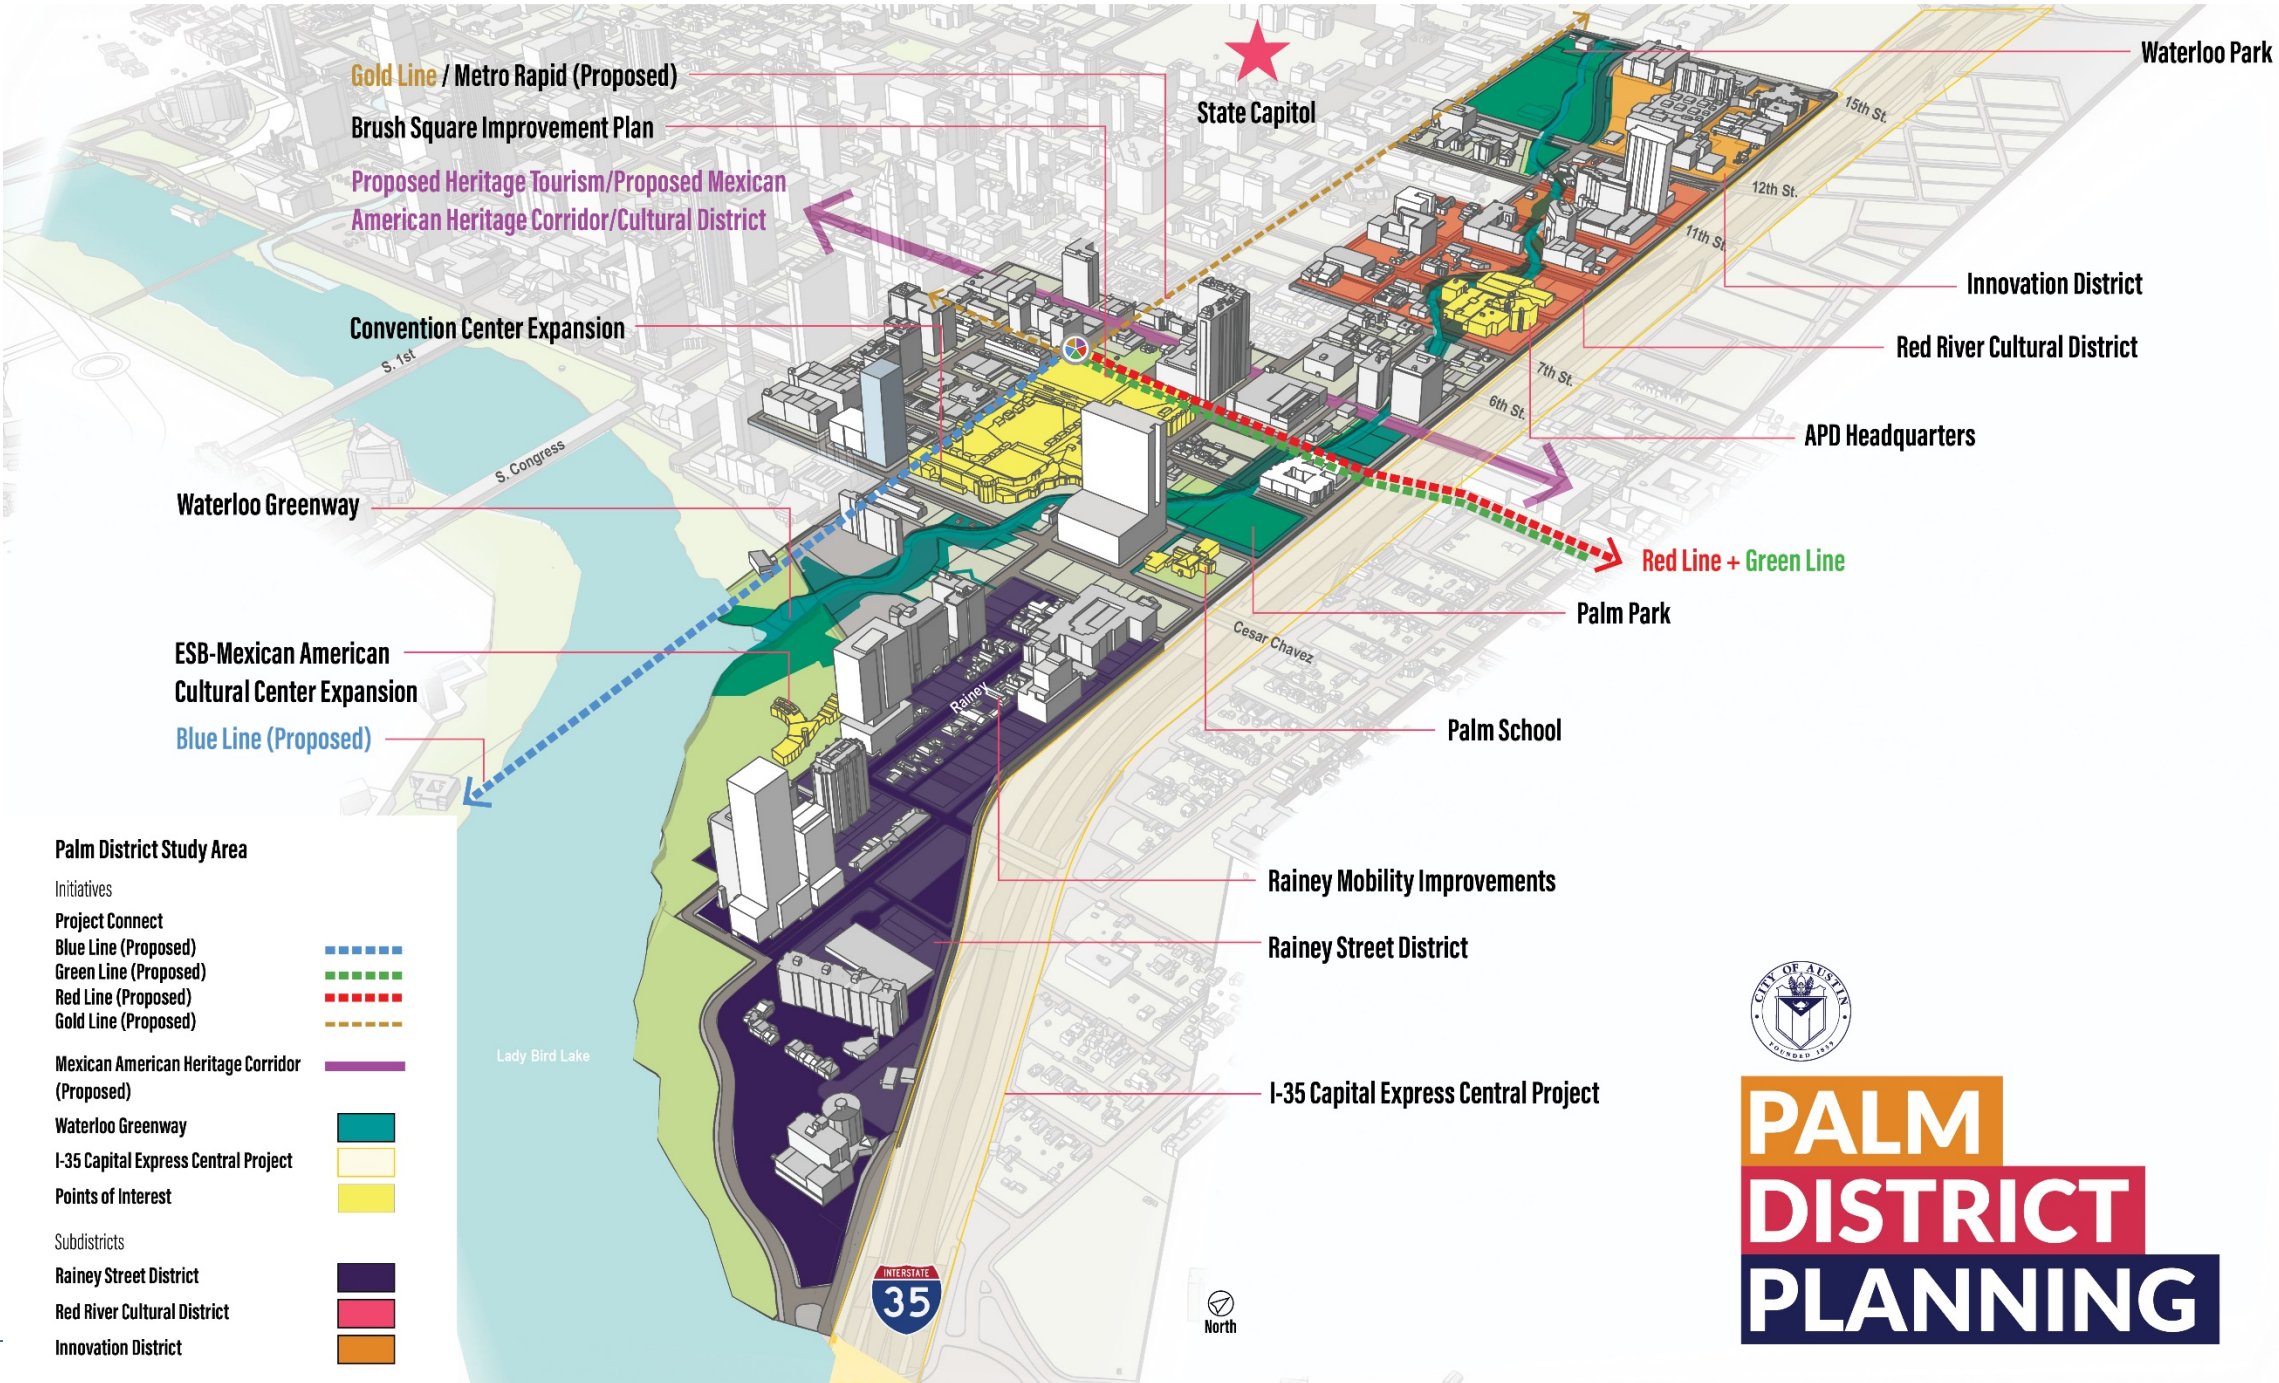 Waterloo Park
Gold Line / Metro Rapid (Proposed)
State Capitol
Brush Square Improvement Plan
15th St.
Proposed Heritage Tourism/Proposed Mexican
American Heritage Corridor/Cultural District
12th St.
11th St
Innovation District
Convention Center Expansion
Red River Cultural District
S. 1st
7th St.
6th St.
APD Headquarters
S. Congress
Waterloo Greenway
Red Line + Green Line
Palm Park
Cesar Chavez
ESB-Mexican American
Cultural Center Expansion
Rainey
Blue Line (Proposed)
Palm School
Rainey Mobility Improvements
Rainey Street District
Lady Bird Lake
I-35 Capital Express Central Project
INTERSTATE
35
North
Palm District Study Area
Initiatives
Project Connect
Blue Line (Proposed)
Green Line (Proposed)
Red Line (Proposed)
Gold Line (Proposed)
Mexican American Heritage Corridor
(Proposed)
Waterloo Greenway
I-35 Capital Express Central Project
Points of Interest
Subdistricts
Rainey Street District
Red River Cultural District
Innovation District
CITY OF AUSTIN
FOUNDED 1839
PALM
DISTRICT
PLANNING